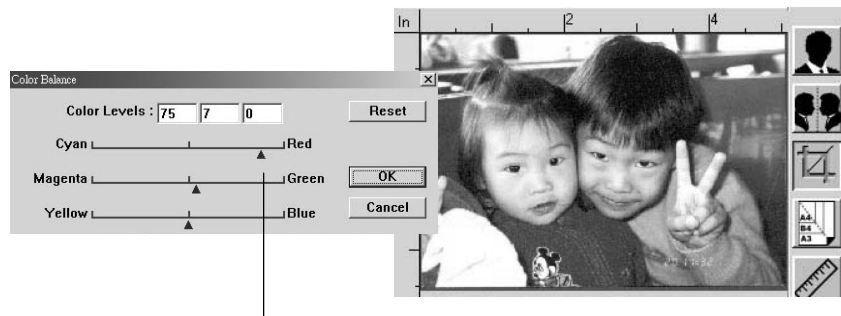 Color Balance
Color Levels : 75 7 0
Reset
Cyan Red
Magenta Green
OK
Yellow Blue
Cancel
In 2 4
A4
B4
A3